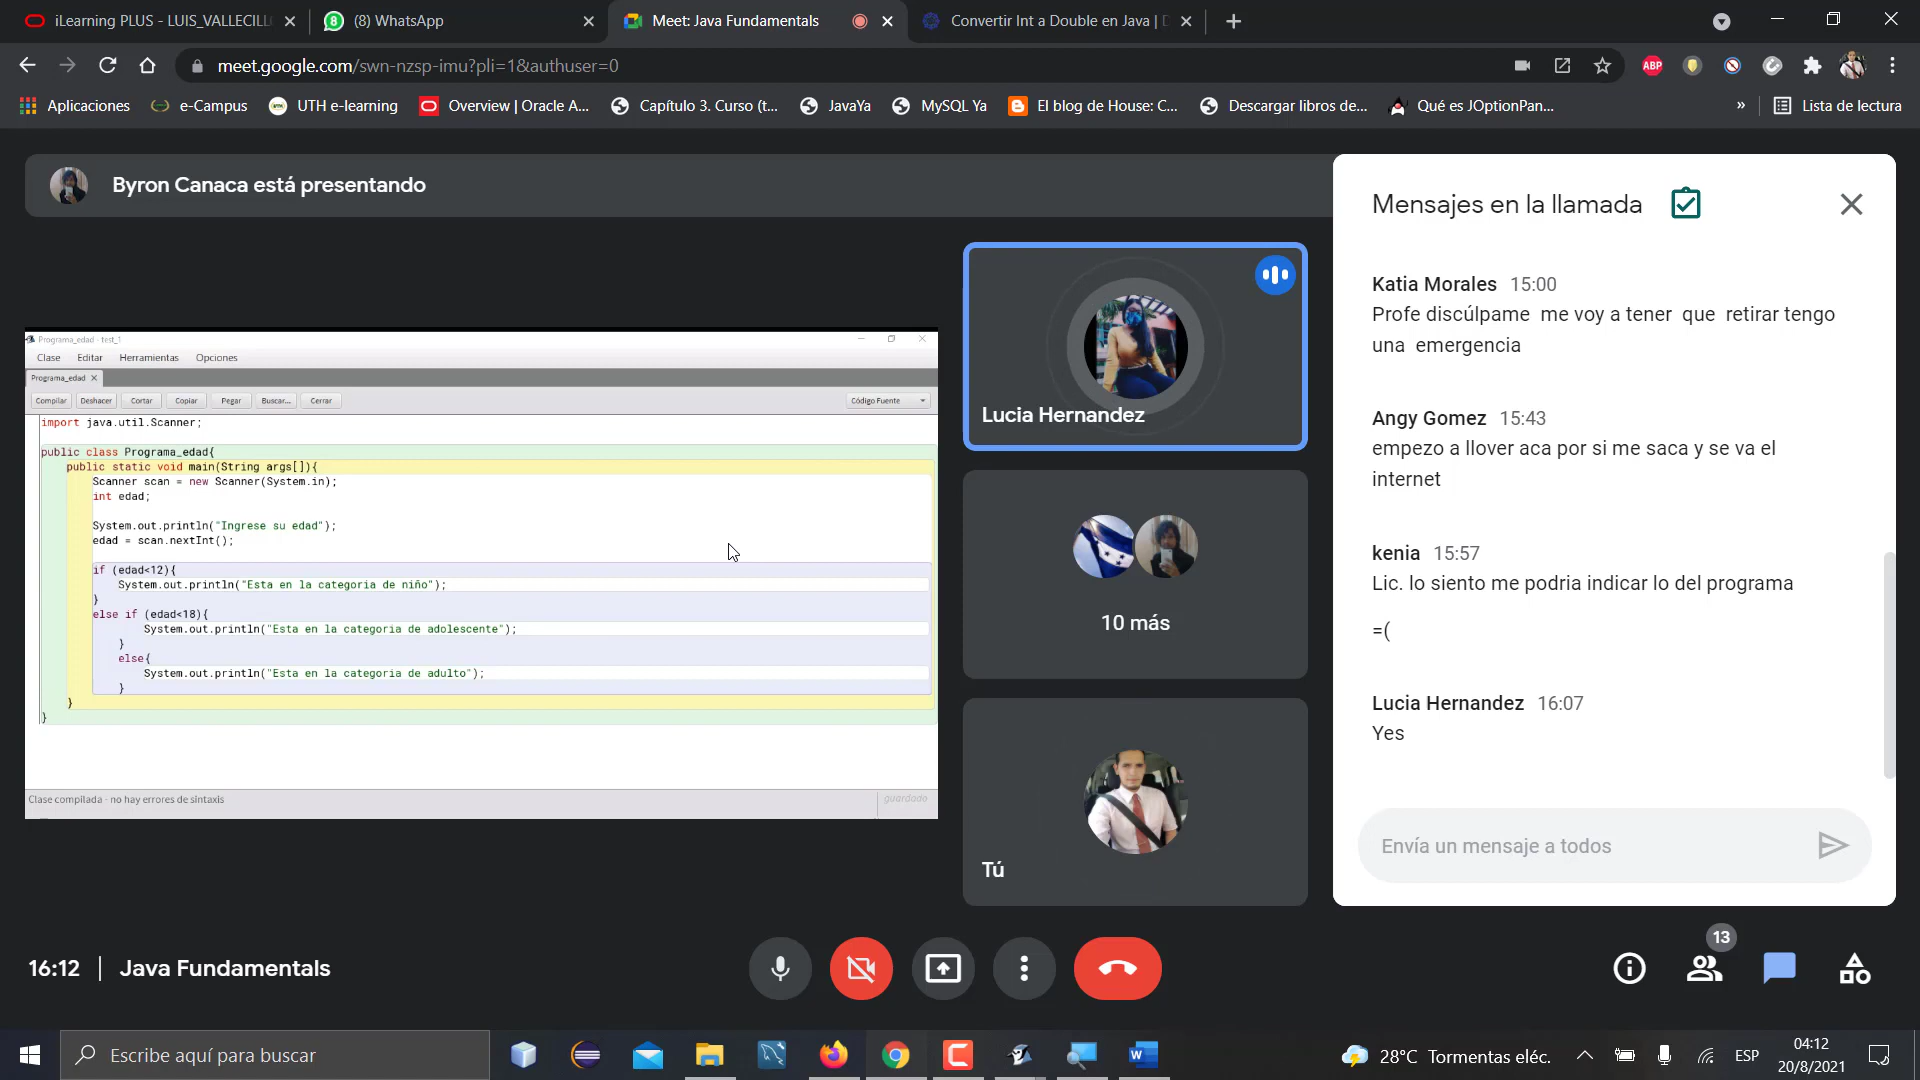 iLearning PLUS - LUIS_VALLECILL
(8) WhatsApp
Meet: Java Fundamentals
Convertir Int a Double en Java | D
meet.google.com/swn-nzsp-imu?pli=1&authuser=0
ABP
Aplicaciones
e-Campus
UTH e-learning
Overview | Oracle A...
Capítulo 3. Curso (t...
JavaYa
MySQL Ya
El blog de House: C...
Descargar libros de...
Qué es JOptionPan...
»
Lista de lectura
Byron Canaca está presentando
Programa_edad - test_1
Clase Editar Herramientas Opciones
Programa_edad
Compilar Deshacer Cortar Copiar Pegar Buscar... Cerrar Código Fuente
import java.util.Scanner;
public class Programa_edad{
public static void main(String args[]){
Scanner scan = new Scanner(System.in);
int edad;
System.out.println("Ingrese su edad");
edad = scan.nextInt();
if (edad<12){
System.out.println("Esta en la categoria de niño");
}
else if (edad<18){
System.out.println("Esta en la categoria de adolescente");
}
else{
System.out.println("Esta en la categoria de adulto");
}
}
}
Clase compilada - no hay errores de sintaxis
guardado
Lucia Hernandez
10 más
Tú
Mensajes en la llamada
Katia Morales 15:00
Profe discúlpame me voy a tener que retirar tengo
una emergencia
Angy Gomez 15:43
empezo a llover aca por si me saca y se va el
internet
kenia 15:57
Lic. lo siento me podria indicar lo del programa
=(
Lucia Hernandez 16:07
Yes
Envía un mensaje a todos
16:12 | Java Fundamentals
13
Escribe aquí para buscar
28°C Tormentas eléc.
ESP
04:12
20/8/2021